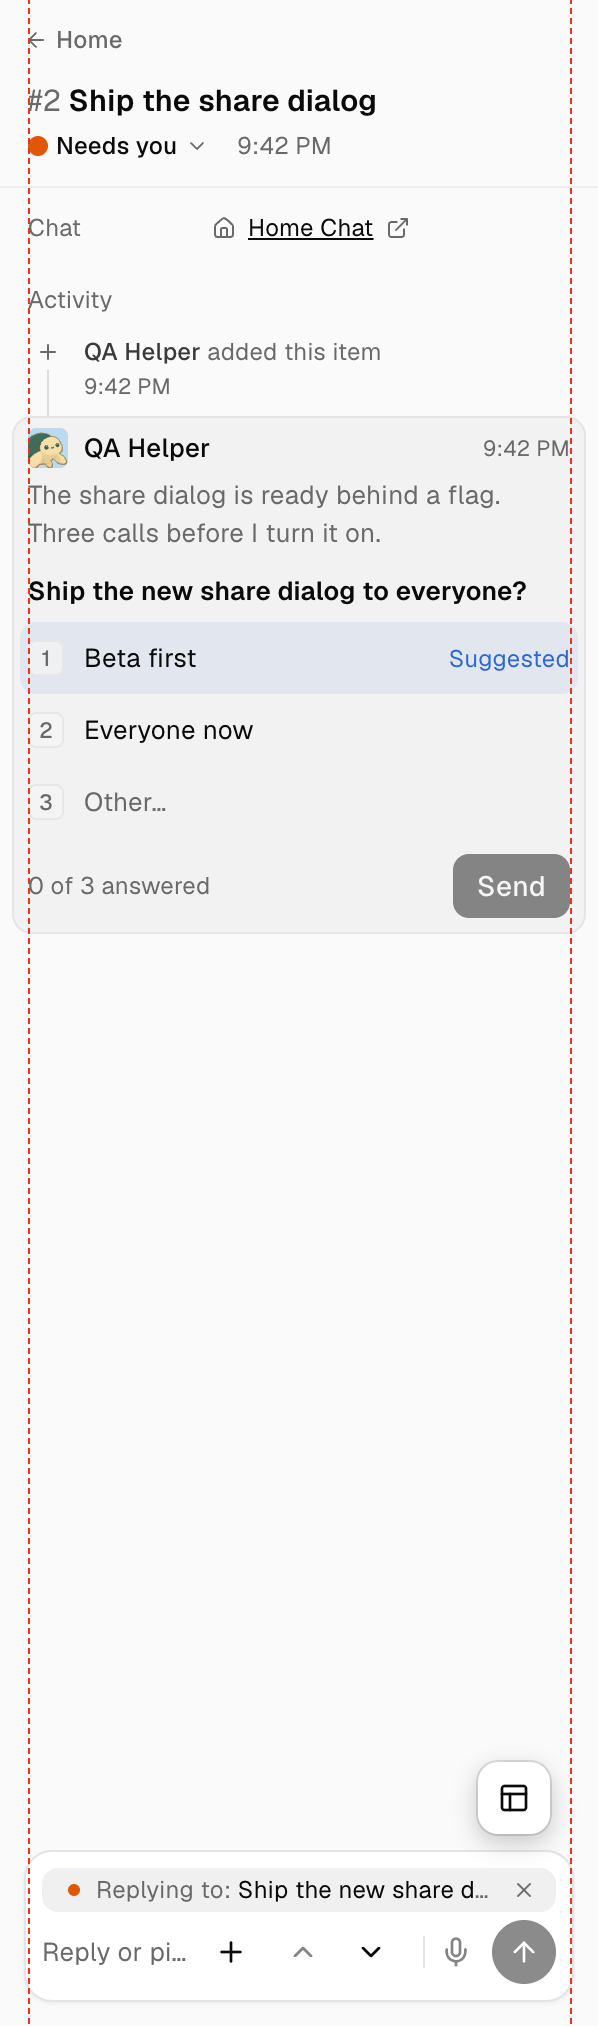 Home
#2 Ship the share dialog
Needs you 9:42 PM
Chat Home Chat
Activity
QA Helper added this item
9:42 PM
QA Helper 9:42 PM
The share dialog is ready behind a flag.
Three calls before I turn it on.
Ship the new share dialog to everyone?
1 Beta first Suggested
2 Everyone now
3 Other...
0 of 3 answered Send
Replying to: Ship the new share d...
Reply or pi...